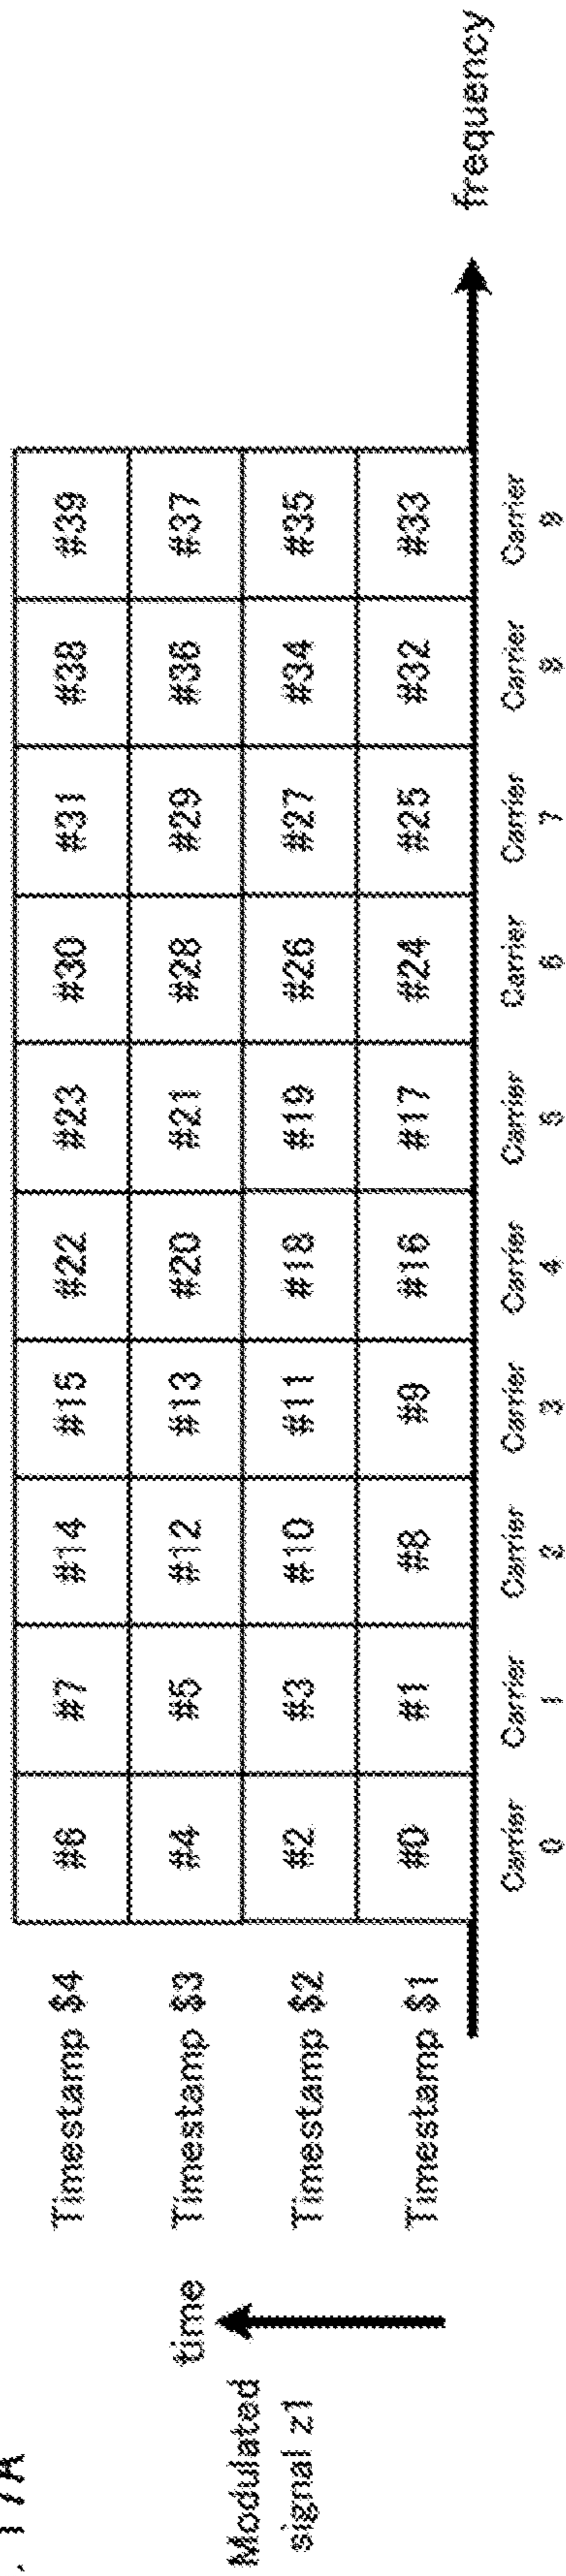 17A
Modulated
signal z1
time
Timestamp $4
#6 #7 #14 #15 #22 #23 #30 #31 #38 #39
Timestamp $3
#4 #5 #12 #13 #20 #21 #28 #29 #36 #37
Timestamp $2
#2 #3 #10 #11 #18 #19 #26 #27 #34 #35
Timestamp $1
#0 #1 #8 #9 #16 #17 #24 #25 #32 #33
frequency
Carrier Carrier Carrier Carrier Carrier Carrier Carrier Carrier Carrier Carrier
0 1 2 3 4 5 6 7 8 9